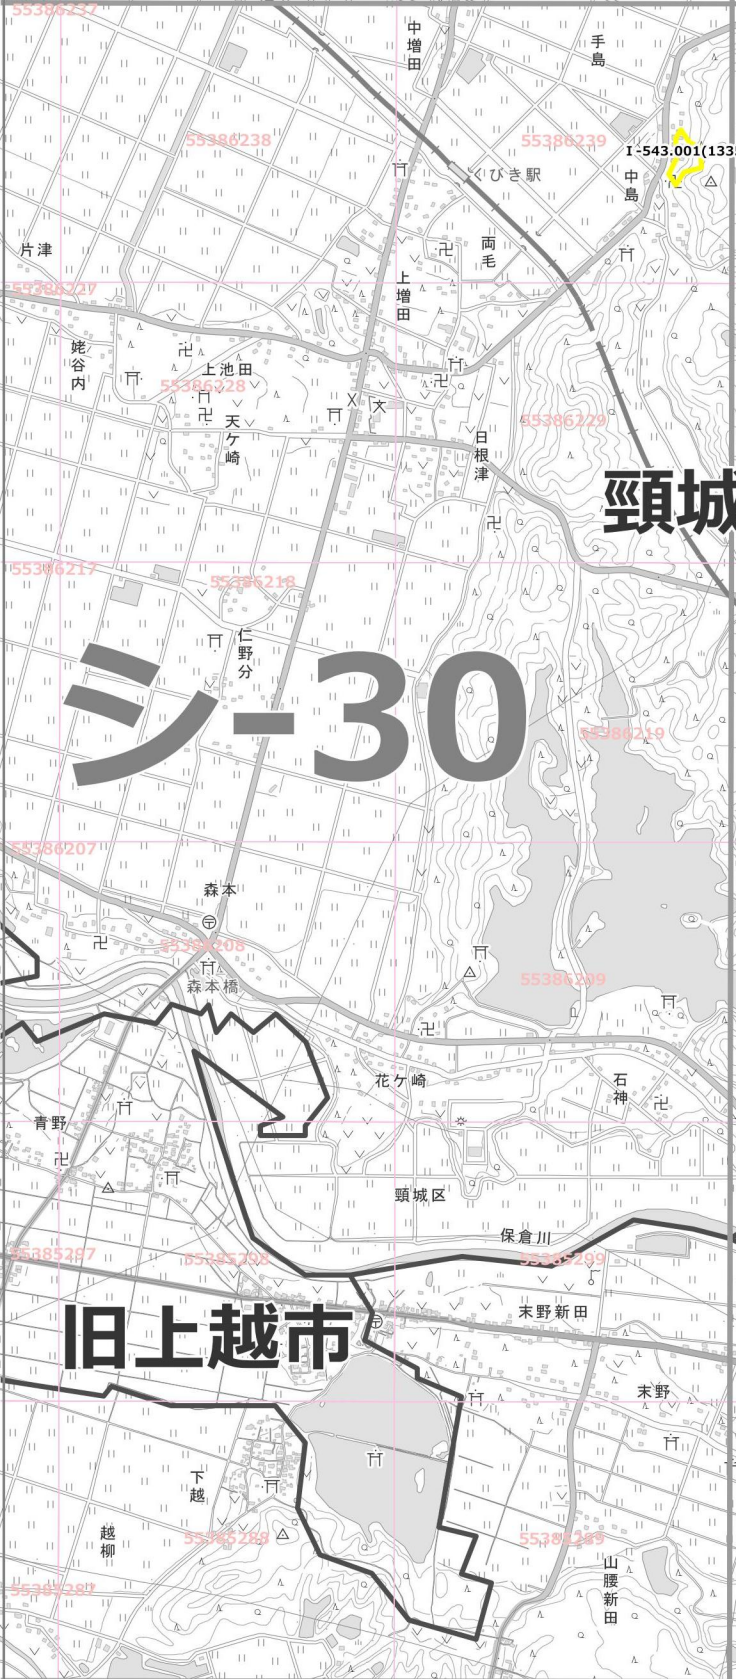 55386237
中増田
手島
55386238
55386239
I-543.001(133
中島
くびき駅
片津
両毛
上増田
55386227
姥谷内
上池田
55386228
天ケ崎
55386229
日根津
頸城
55386217
55386218
仁野分
シ-30
55386219
55386207
森本
55386208
森本橋
55386209
花ケ崎
石神
青野
頸城区
保倉川
55385297
55385298
55385299
末野新田
旧上越市
末野
下越
越柳
55385288
55385289
55385287
山腰新田